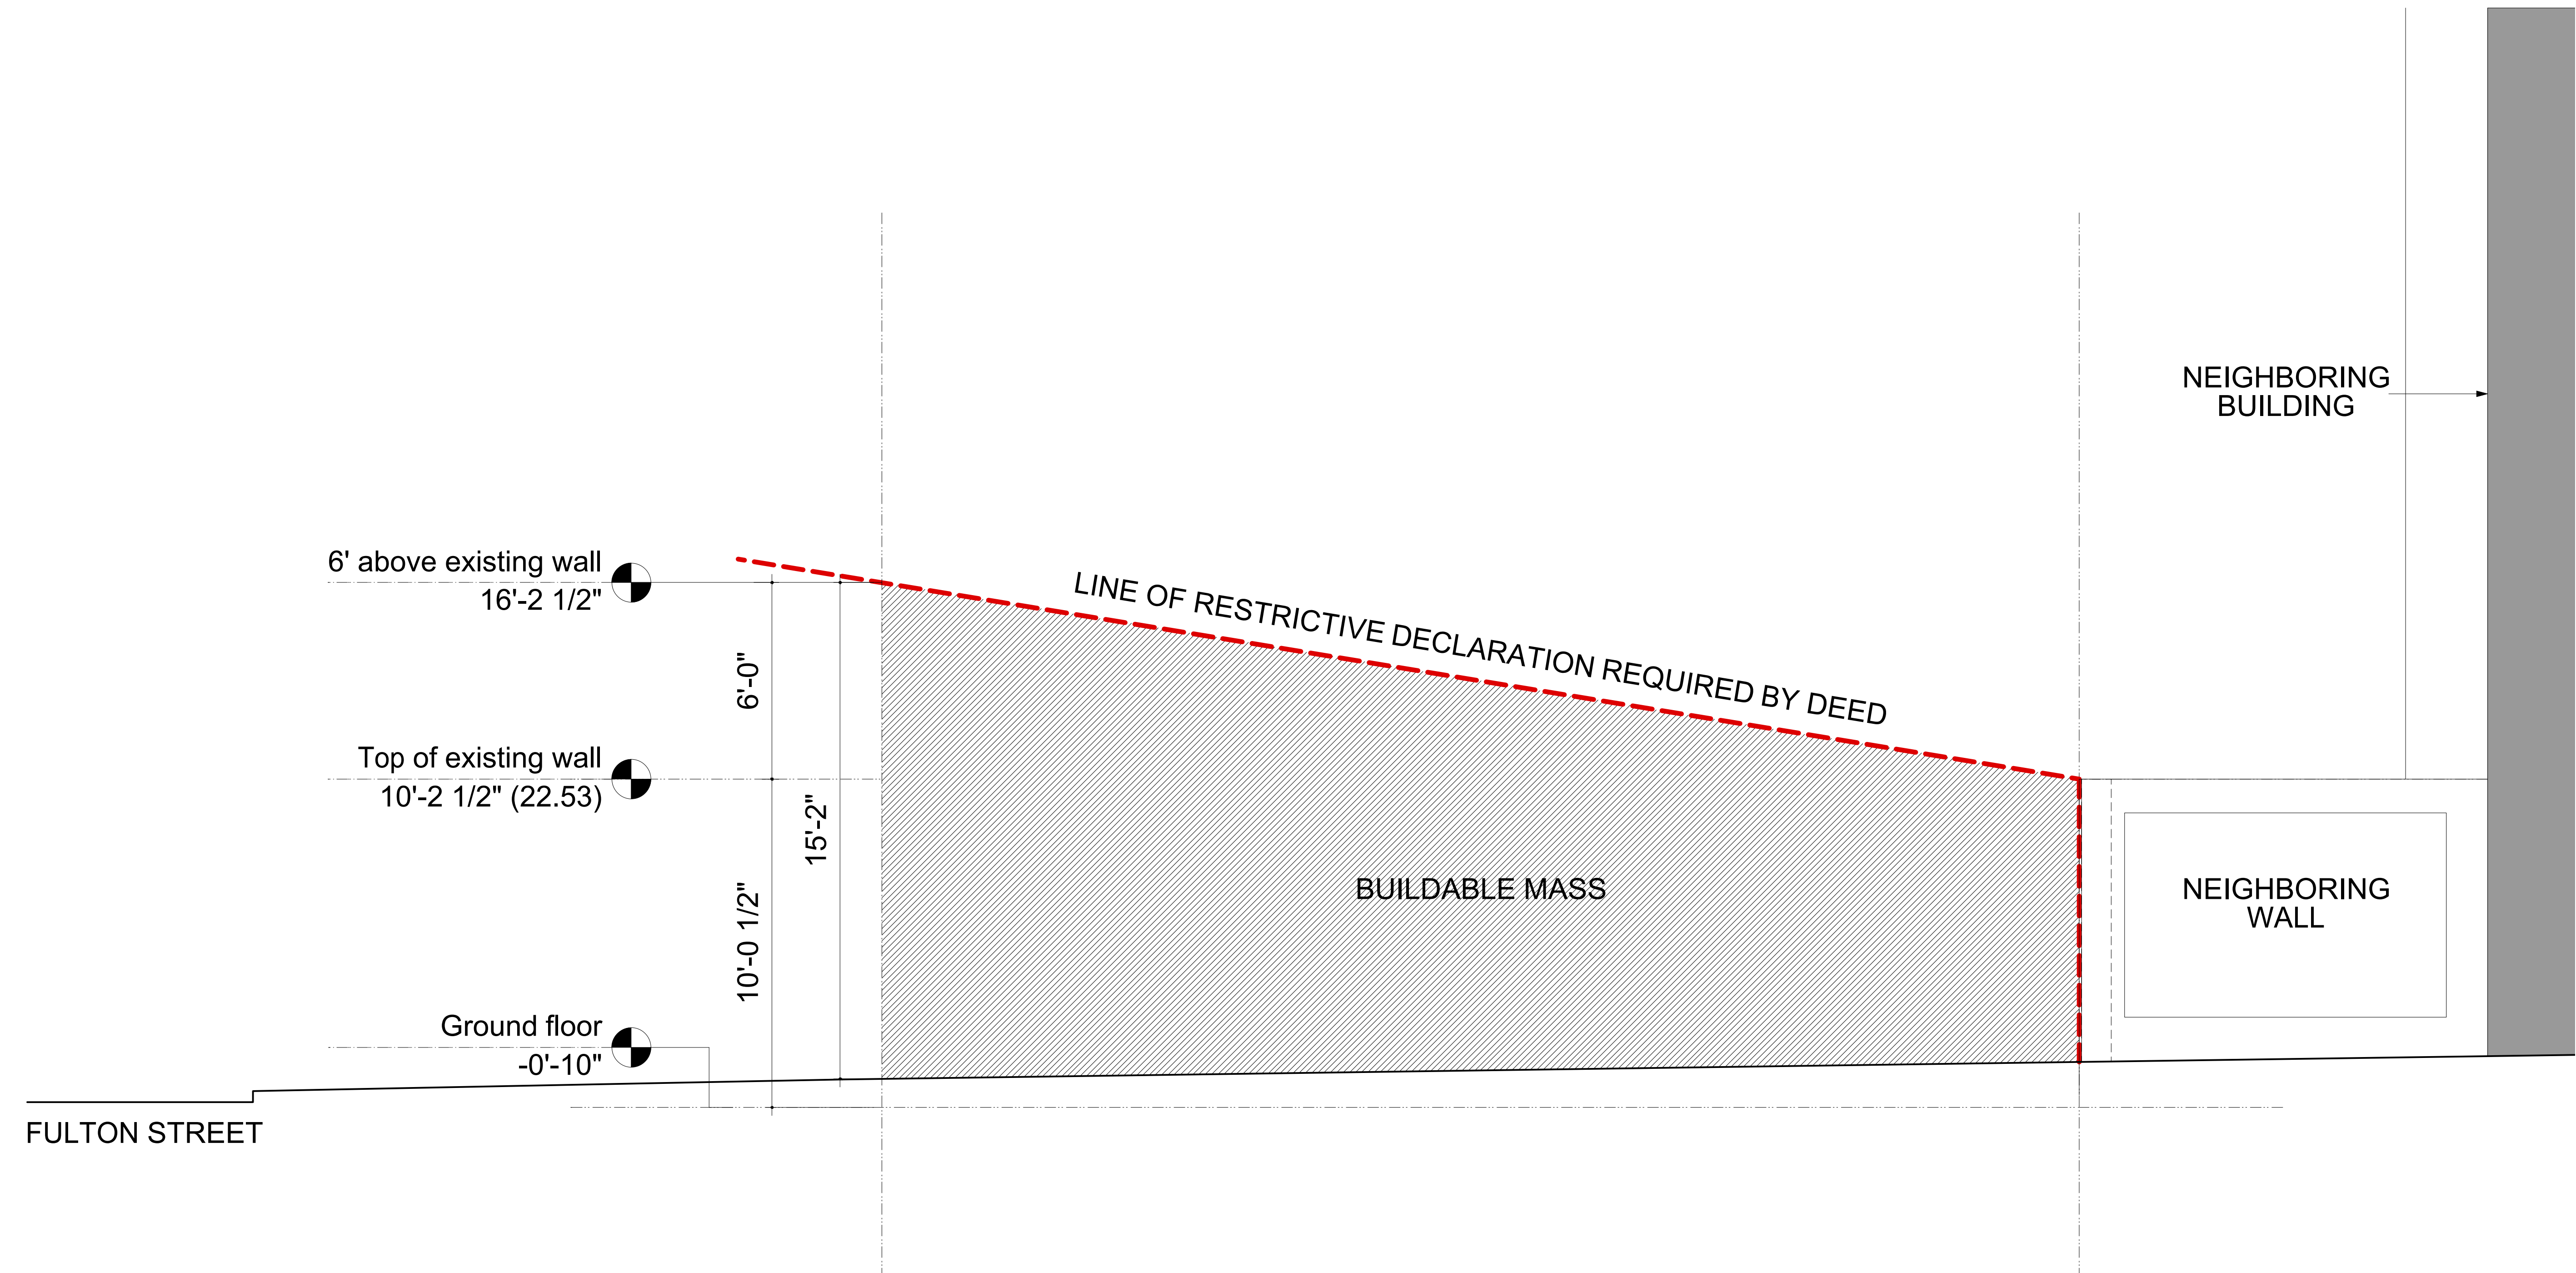 NEIGHBORING
BUILDING
6' above existing wall
16'-2 1/2"
LINE OF RESTRICTIVE DECLARATION REQUIRED BY DEED
6'-0"
Top of existing wall
10'-2 1/2" (22.53)
15'-2"
BUILDABLE MASS
NEIGHBORING
WALL
10'-0 1/2"
Ground floor
-0'-10"
FULTON STREET